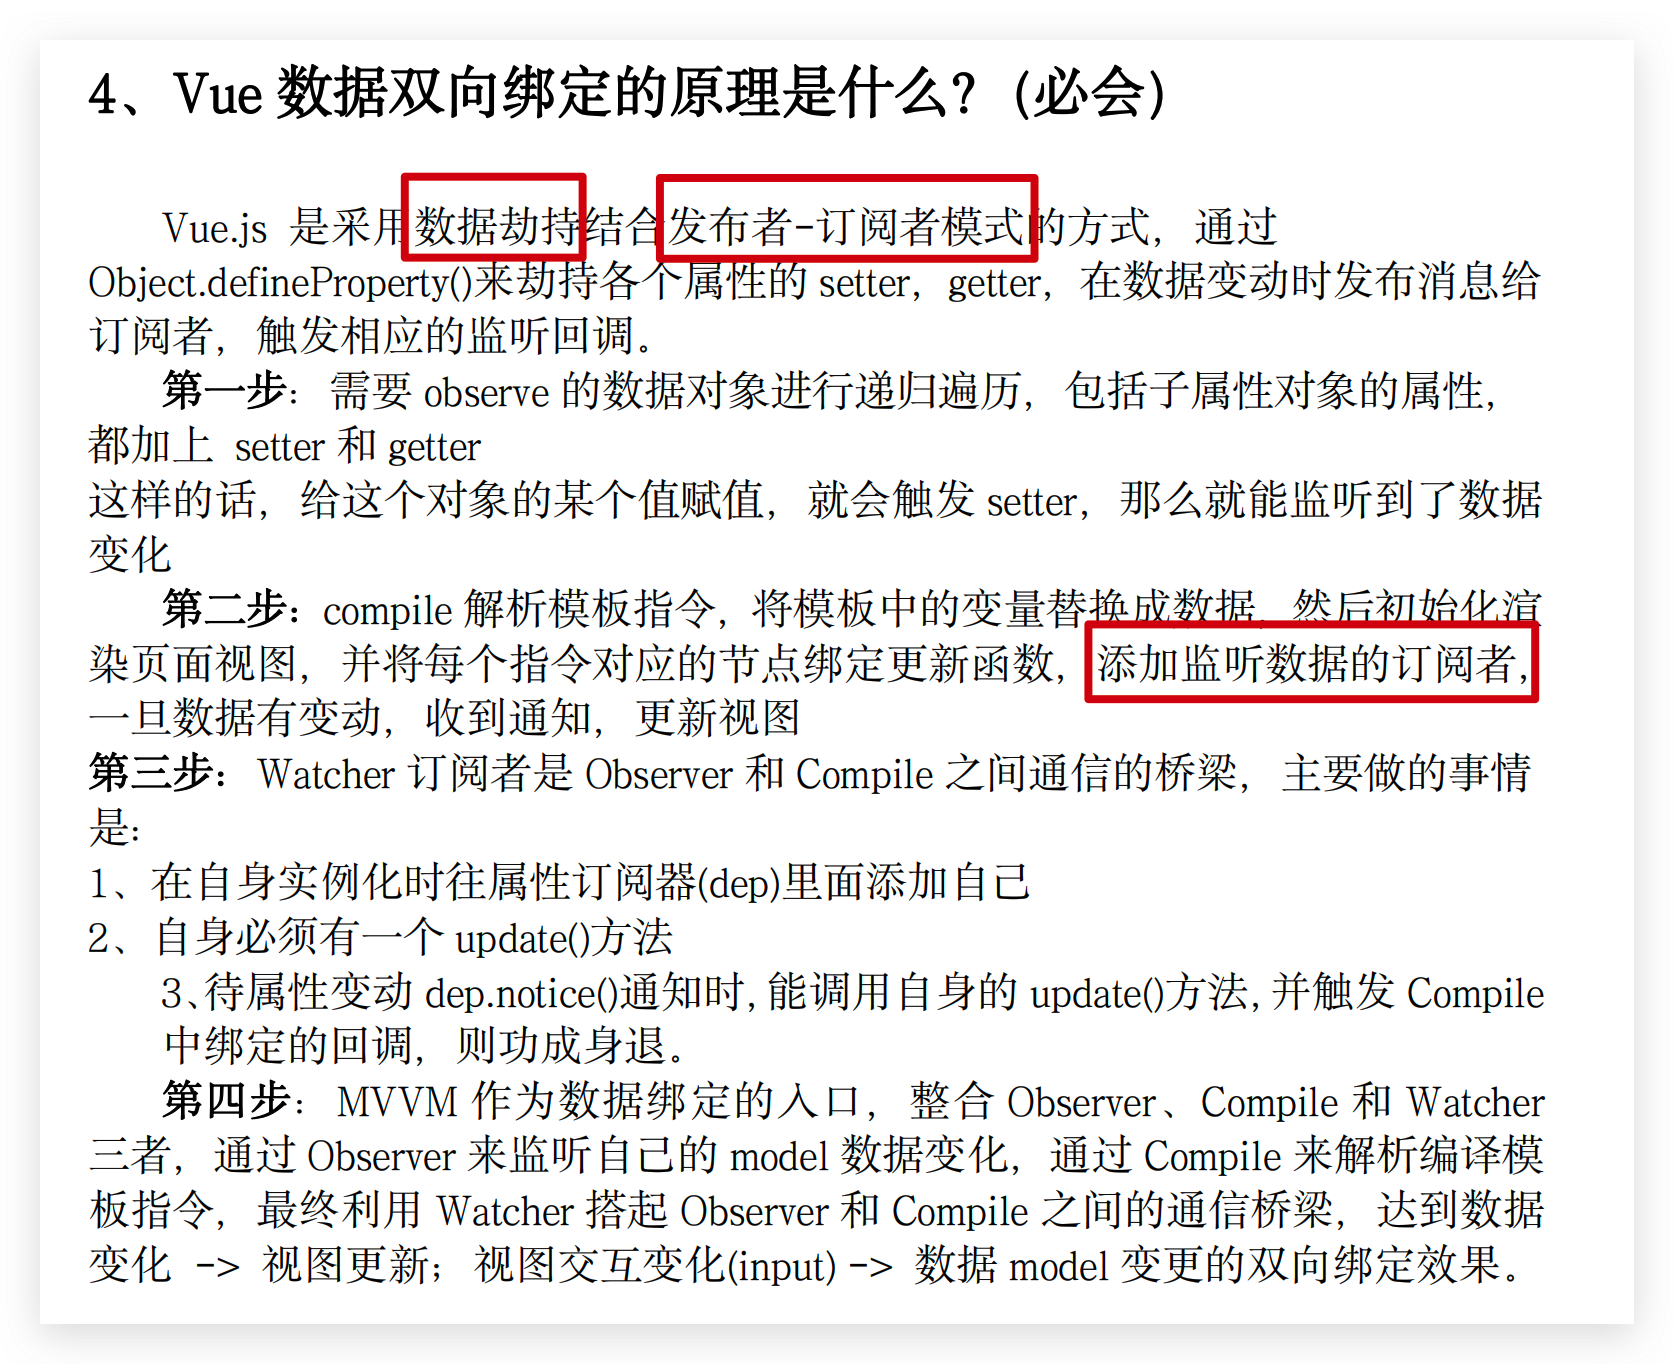 4、Vue 数据双向绑定的原理是什么？(必会)
Vue.js 是采用数据劫持结合发布者-订阅者模式的方式，通过
Object.defineProperty()来劫持各个属性的 setter，getter，在数据变动时发布消息给
订阅者，触发相应的监听回调。
第一步：需要 observe 的数据对象进行递归遍历，包括子属性对象的属性，
都加上 setter 和 getter
这样的话，给这个对象的某个值赋值，就会触发 setter，那么就能监听到了数据
变化
第二步：compile 解析模板指令，将模板中的变量替换成数据，然后初始化渲
染页面视图，并将每个指令对应的节点绑定更新函数，添加监听数据的订阅者，
一旦数据有变动，收到通知，更新视图
第三步：Watcher 订阅者是 Observer 和 Compile 之间通信的桥梁，主要做的事情
是：
1、在自身实例化时往属性订阅器(dep)里面添加自己
2、自身必须有一个 update()方法
3、待属性变动 dep.notice()通知时，能调用自身的 update()方法，并触发 Compile
中绑定的回调，则功成身退。
第四步：MVVM 作为数据绑定的入口，整合 Observer、Compile 和 Watcher
三者，通过 Observer 来监听自己的 model 数据变化，通过 Compile 来解析编译模
板指令，最终利用 Watcher 搭起 Observer 和 Compile 之间的通信桥梁，达到数据
变化 -> 视图更新；视图交互变化(input) -> 数据 model 变更的双向绑定效果。